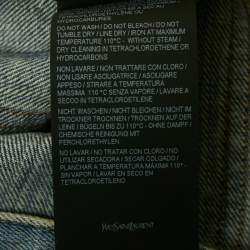 HYDROCARBURES
DO NOT WASH / DO NOT BLEACH / DO NOT
TUMBLE DRY / LINE DRY / IRON AT MAXIMUM
TEMPERATURE 110°C - WITHOUT STEAM /
DRY CLEANING IN TETRACHLOROETHENE OR
HYDROCARBONS
NON LAVARE / NON TRATTARE CON CLORO /
NON USARE ASCIUGATRICE / ASCIUGARE
APPESO / TEMPERATURA DI STIRATURA
MASSIMA 110 °C SENZA VAPORE / LAVAGGIO
A SECCO IN TETRACLOROETILENE
NICHT WASCHEN / NICHT BLEICHEN / NICHT IM
TROCKNER TROCKNEN / TROCKNEN AUF DER
LEINE / BÜGELN BIS ZU 110°C - OHNE DAMPF /
CHEMISCHE REINIGUNG MIT
PERCHLORETHYLEN.
NO LAVAR / NO TRATAR CON CLORO / NO
UTILIZAR SECADORA / SECAR COLGADO
/ PLANCHAR A TEMPERATURA MÁXIMA 110°
- SIN VAPOR / LAVAR EN SECO EN
TETRACLOROETILENO
YvesSaintLaurent